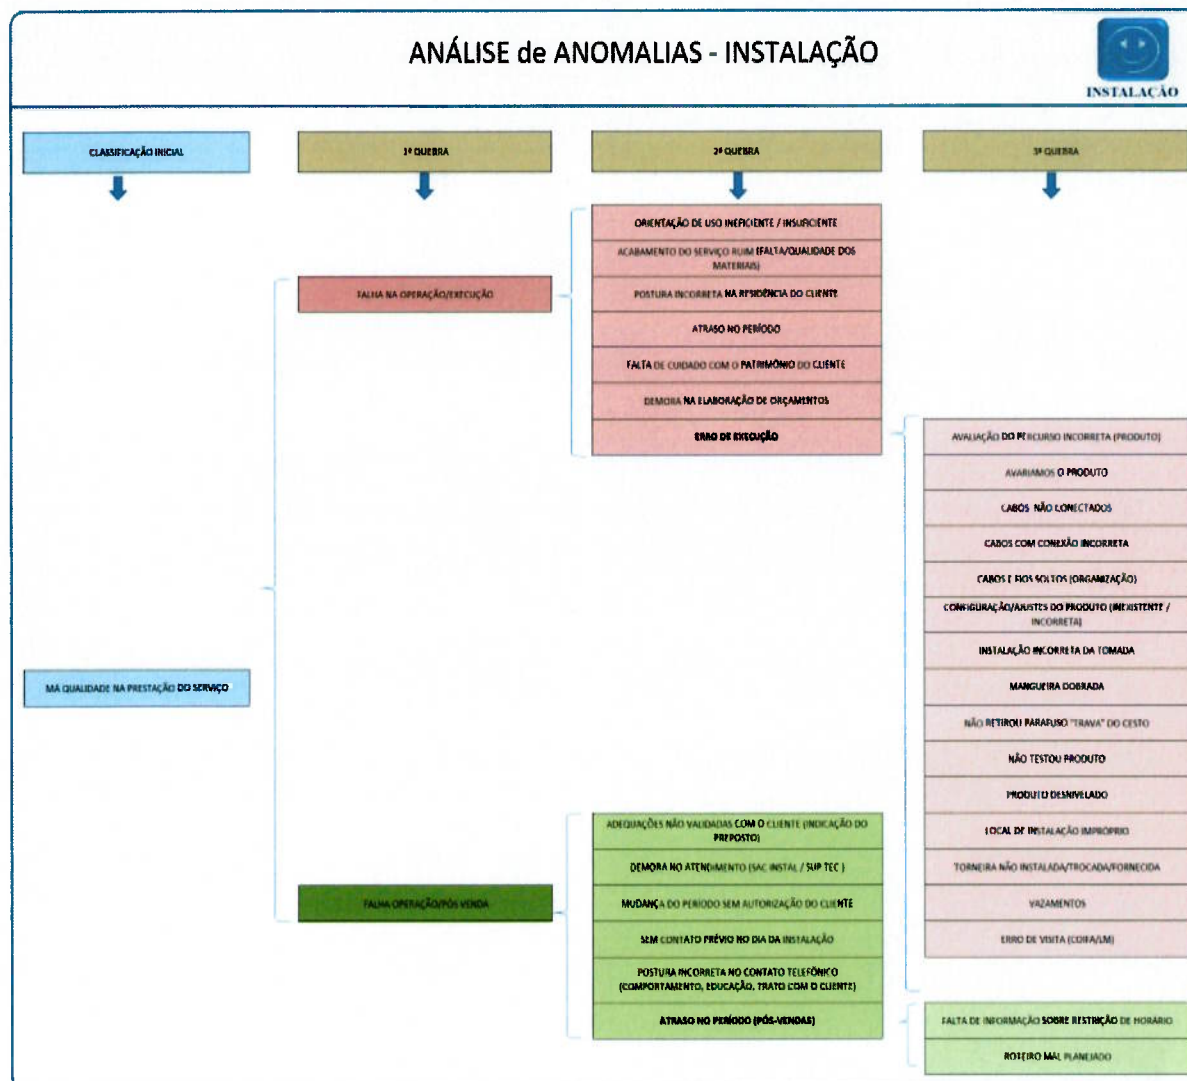 ANÁLISE de ANOMALIAS - INSTALAÇÃO
INSTALAÇÃO
CLASSIFICAÇÃO INICIAL
1ª QUEBRA
2ª QUEBRA
3ª QUEBRA
ORIENTAÇÃO DE USO INEFICIENTE / INSUFICIENTE
ACABAMENTO DO SERVIÇO RUIM (FALTA/QUALIDADE DOS
MATERIAIS)
FALHA NA OPERAÇÃO/EXECUÇÃO
POSTURA INCORRETA NA RESIDÊNCIA DO CLIENTE
ATRASO NO PERÍODO
FALTA DE CUIDADO COM O PATRIMÔNIO DO CLIENTE
DEMORA NA ELABORAÇÃO DE ORÇAMENTOS
ERRO DE EXECUÇÃO
AVALIAÇÃO DO PERCURSO INCORRETA (PRODUTO)
AVARIAMOS O PRODUTO
CABOS NÃO CONECTADOS
CABOS COM CONEXÃO INCORRETA
CABOS E FIOS SOLTOS (ORGANIZAÇÃO)
CONFIGURAÇÃO/AJUSTES DO PRODUTO (INEXISTENTE /
INCORRETA)
INSTALAÇÃO INCORRETA DA TOMADA
MÁ QUALIDADE NA PRESTAÇÃO DO SERVIÇO
MANGUEIRA DOBRADA
NÃO RETIROU PARAFUSO "TRAVA" DO CESTO
NÃO TESTOU PRODUTO
PRODUTO DESNIVELADO
LOCAL DE INSTALAÇÃO IMPRÓPRIO
TORNEIRA NÃO INSTALADA/TROCADA/FORNECIDA
VAZAMENTOS
ERRO DE VISITA (COIFA/LM)
ADEQUAÇÕES NÃO VALIDADAS COM O CLIENTE (INDICAÇÃO DO
PREPOSTO)
DEMORA NO ATENDIMENTO (SAC INSTAL / SUP TEC )
FALHA OPERAÇÃO/PÓS VENDA
MUDANÇA DO PERÍODO SEM AUTORIZAÇÃO DO CLIENTE
SEM CONTATO PRÉVIO NO DIA DA INSTALAÇÃO
POSTURA INCORRETA NO CONTATO TELEFÔNICO
(COMPORTAMENTO, EDUCAÇÃO, TRATO COM O CLIENTE)
ATRASO NO PERÍODO (PÓS-VENDAS)
FALTA DE INFORMAÇÃO SOBRE RESTRIÇÃO DE HORÁRIO
ROTEIRO MAL PLANEJADO